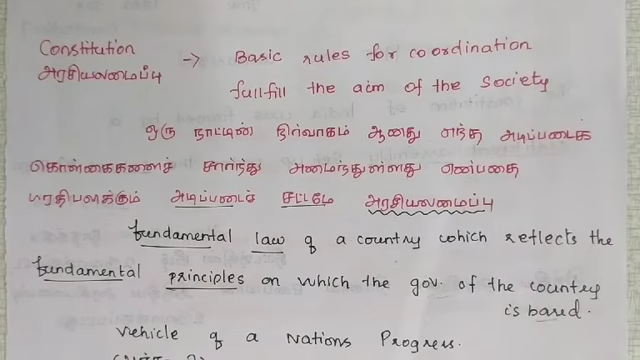 Constitution → Basic rules for coordination
அரசியலமைப்பு fullfill the aim of the Society
ஒரு நாட்டின் நிர்வாகம் ஆனது எந்த அடிப்படைக்
கொள்கைகளைச் சார்ந்து அமைந்துள்ளது என்பதை
பிரதிபலிக்கும் அடிப்படைச் சட்டமே அரசியலமைப்பு
fundamental law of a country which reflects the
fundamental principles on which the gov. of the country
is based.
Vehicle of a Nations Progress.